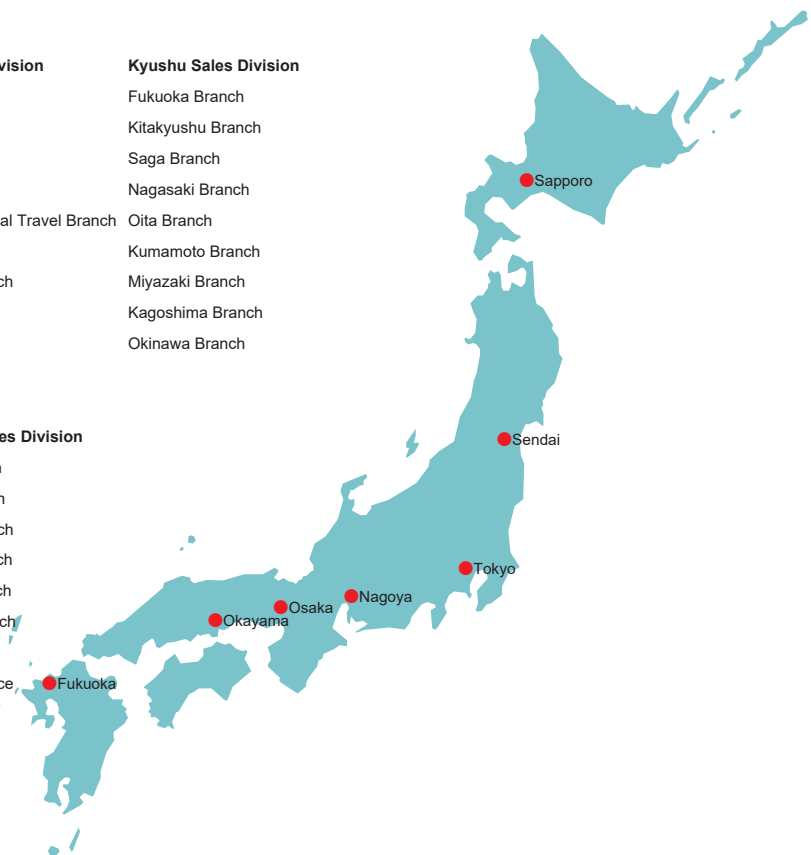 vision
Kyushu Sales Division
Fukuoka Branch
Kitakyushu Branch
Saga Branch
Nagasaki Branch
al Travel Branch
Oita Branch
Kumamoto Branch
ch
Miyazaki Branch
Kagoshima Branch
Okinawa Branch
es Division
ch
ch
ch
ch
ce
Sapporo
Sendai
Tokyo
Nagoya
Osaka
Okayama
Fukuoka